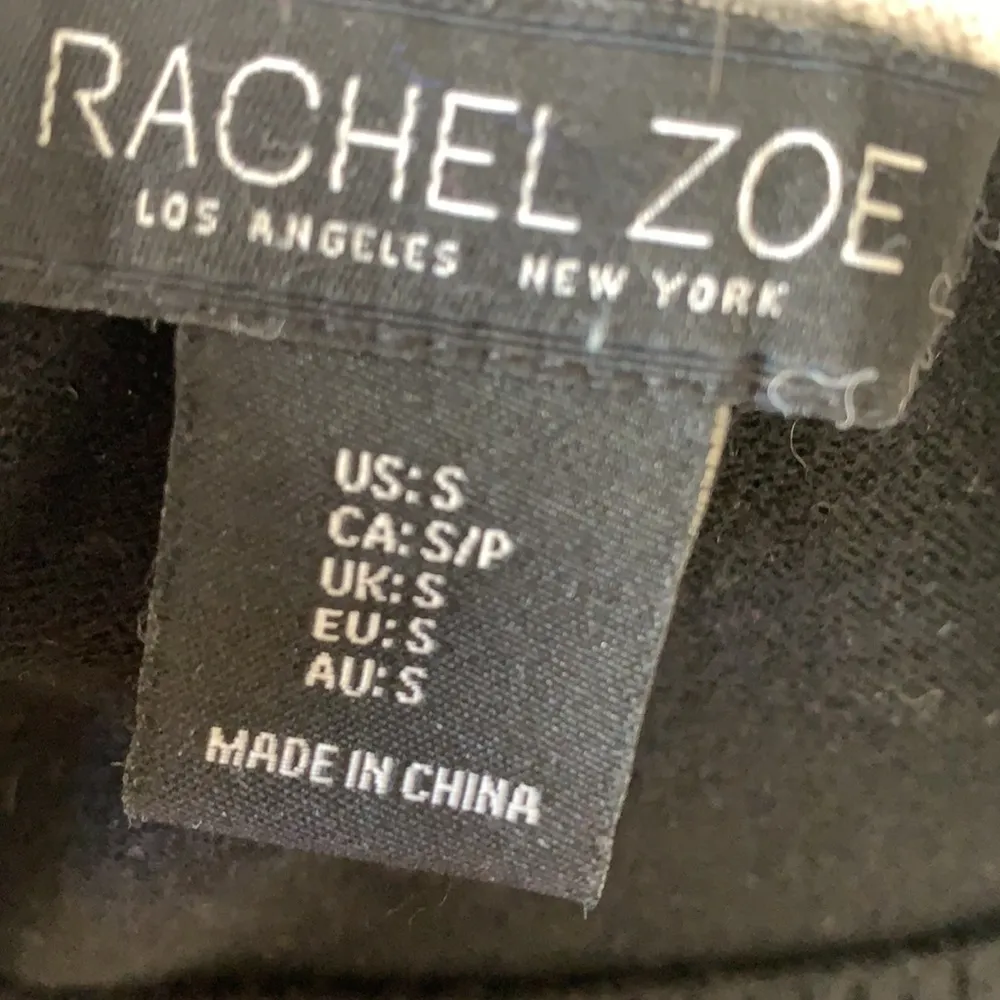 RACHEL ZOE
LOS ANGELES NEW YORK
US: S
CA: S/P
UK: S
EU: S
AU: S
MADE IN CHINA